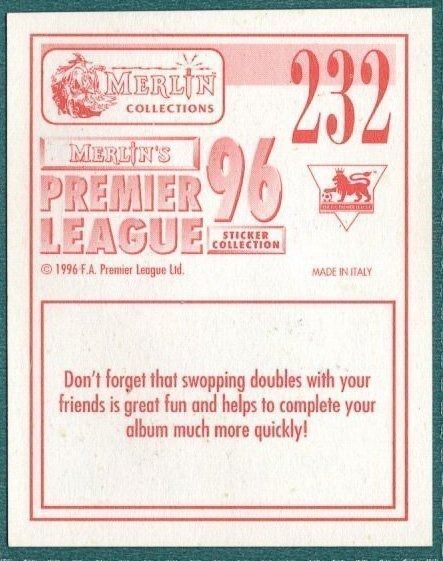 MERLIN
COLLECTIONS
232
MERLIN'S
PREMIER
LEAGUE
96
STICKER
COLLECTION
© 1996 F.A. Premier League Ltd.
MADE IN ITALY
Don't forget that swopping doubles with your
friends is great fun and helps to complete your
album much more quickly!